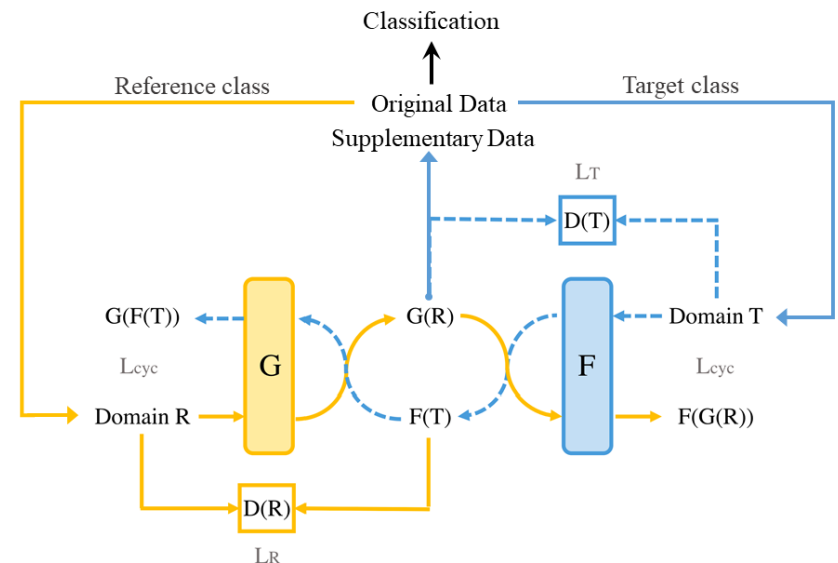 Classification
Reference class
Original Data
Target class
Supplementary Data
LT
D(T)
G(F(T))
G(R)
Domain T
Lcyc
G
F
Lcyc
Domain R
F(T)
F(G(R))
D(R)
LR